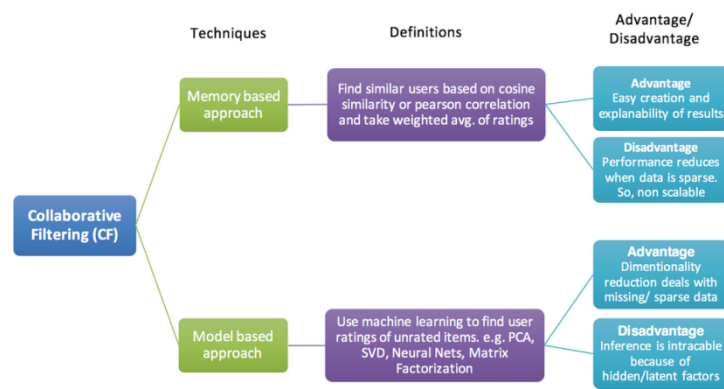 Techniques
Definitions
Advantage/
Disadvantage
Memory based
approach
Find similar users based on cosine
similarity or pearson correlation
and take weighted avg. of ratings
Advantage
Easy creation and
explanability of results
Disadvantage
Performance reduces
when data is sparse.
So, non scalable
Collaborative
Filtering (CF)
Model based
approach
Use machine learning to find user
ratings of unrated items. e.g. PCA,
SVD, Neural Nets, Matrix
Factorization
Advantage
Dimentionality
reduction deals with
missing/ sparse data
Disadvantage
Inference is intracable
because of
hidden/latent factors